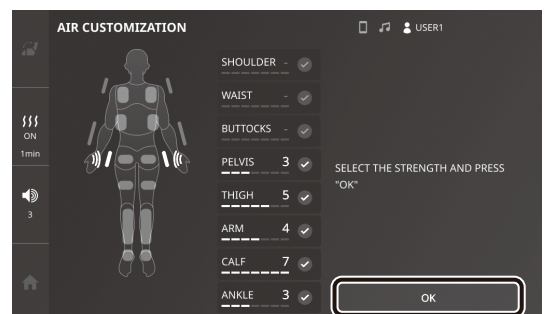 AIR CUSTOMIZATION
USER1
ON
1min
3
SHOULDER -
WAIST -
BUTTOCKS -
PELVIS 3
THIGH 5
ARM 4
CALF 7
ANKLE 3
SELECT THE STRENGTH AND PRESS
"OK"
OK